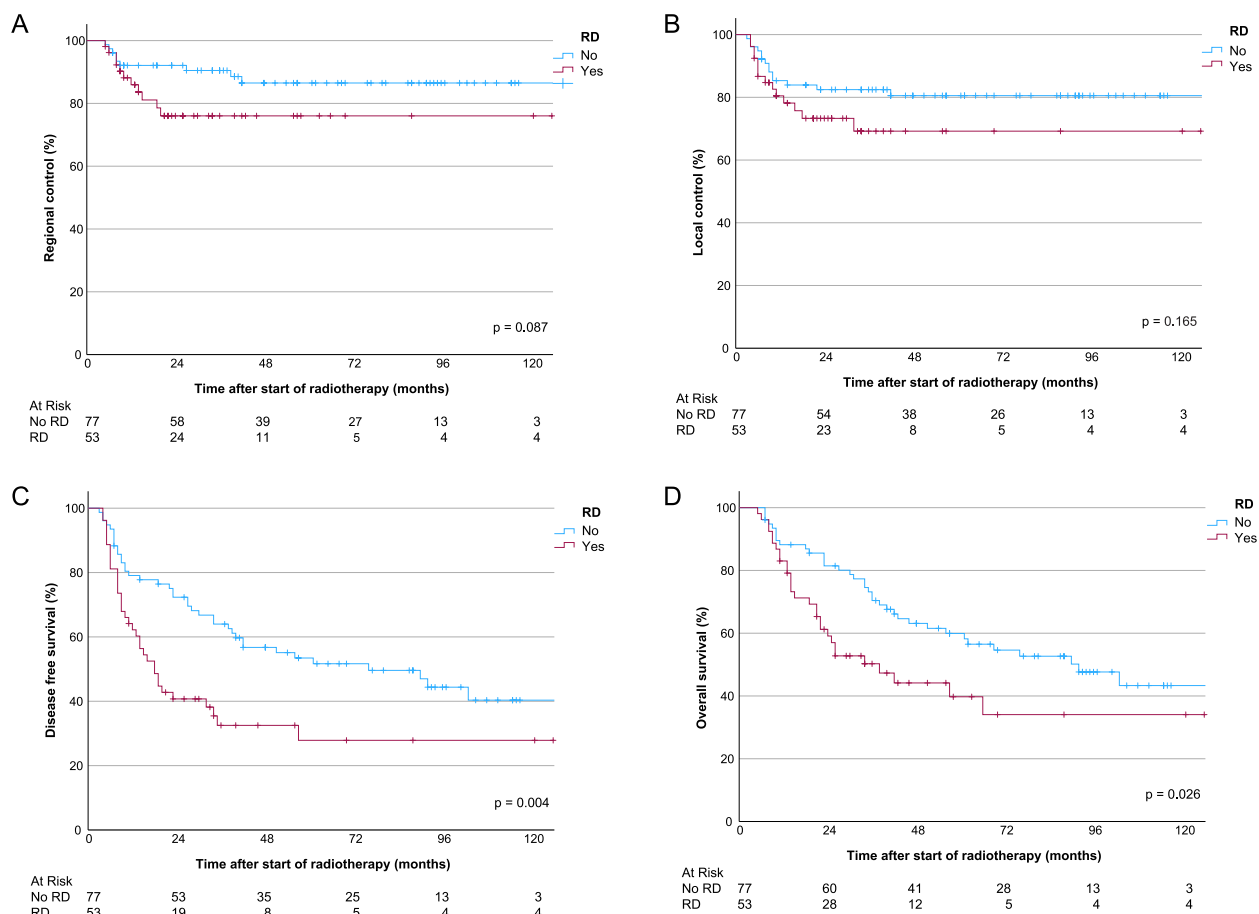 A
RD
No
Yes
100
80
60
40
20
0
Regional control (%)
p = 0.087
0 24 48 72 96 120
Time after start of radiotherapy (months)
At Risk
No RD 77 58 39 27 13 3
RD 53 24 11 5 4 4
B
RD
No
Yes
100
80
60
40
20
0
Local control (%)
p = 0.165
0 24 48 72 96 120
Time after start of radiotherapy (months)
At Risk
No RD 77 54 38 26 13 3
RD 53 23 8 5 4 4
C
RD
No
Yes
100
80
60
40
20
0
Disease free survival (%)
p = 0.004
0 24 48 72 96 120
Time after start of radiotherapy (months)
At Risk
No RD 77 53 35 25 13 3
RD 53 19 8 5 4 4
D
RD
No
Yes
100
80
60
40
20
0
Overall survival (%)
p = 0.026
0 24 48 72 96 120
Time after start of radiotherapy (months)
At Risk
No RD 77 60 41 28 13 3
RD 53 28 12 5 4 4